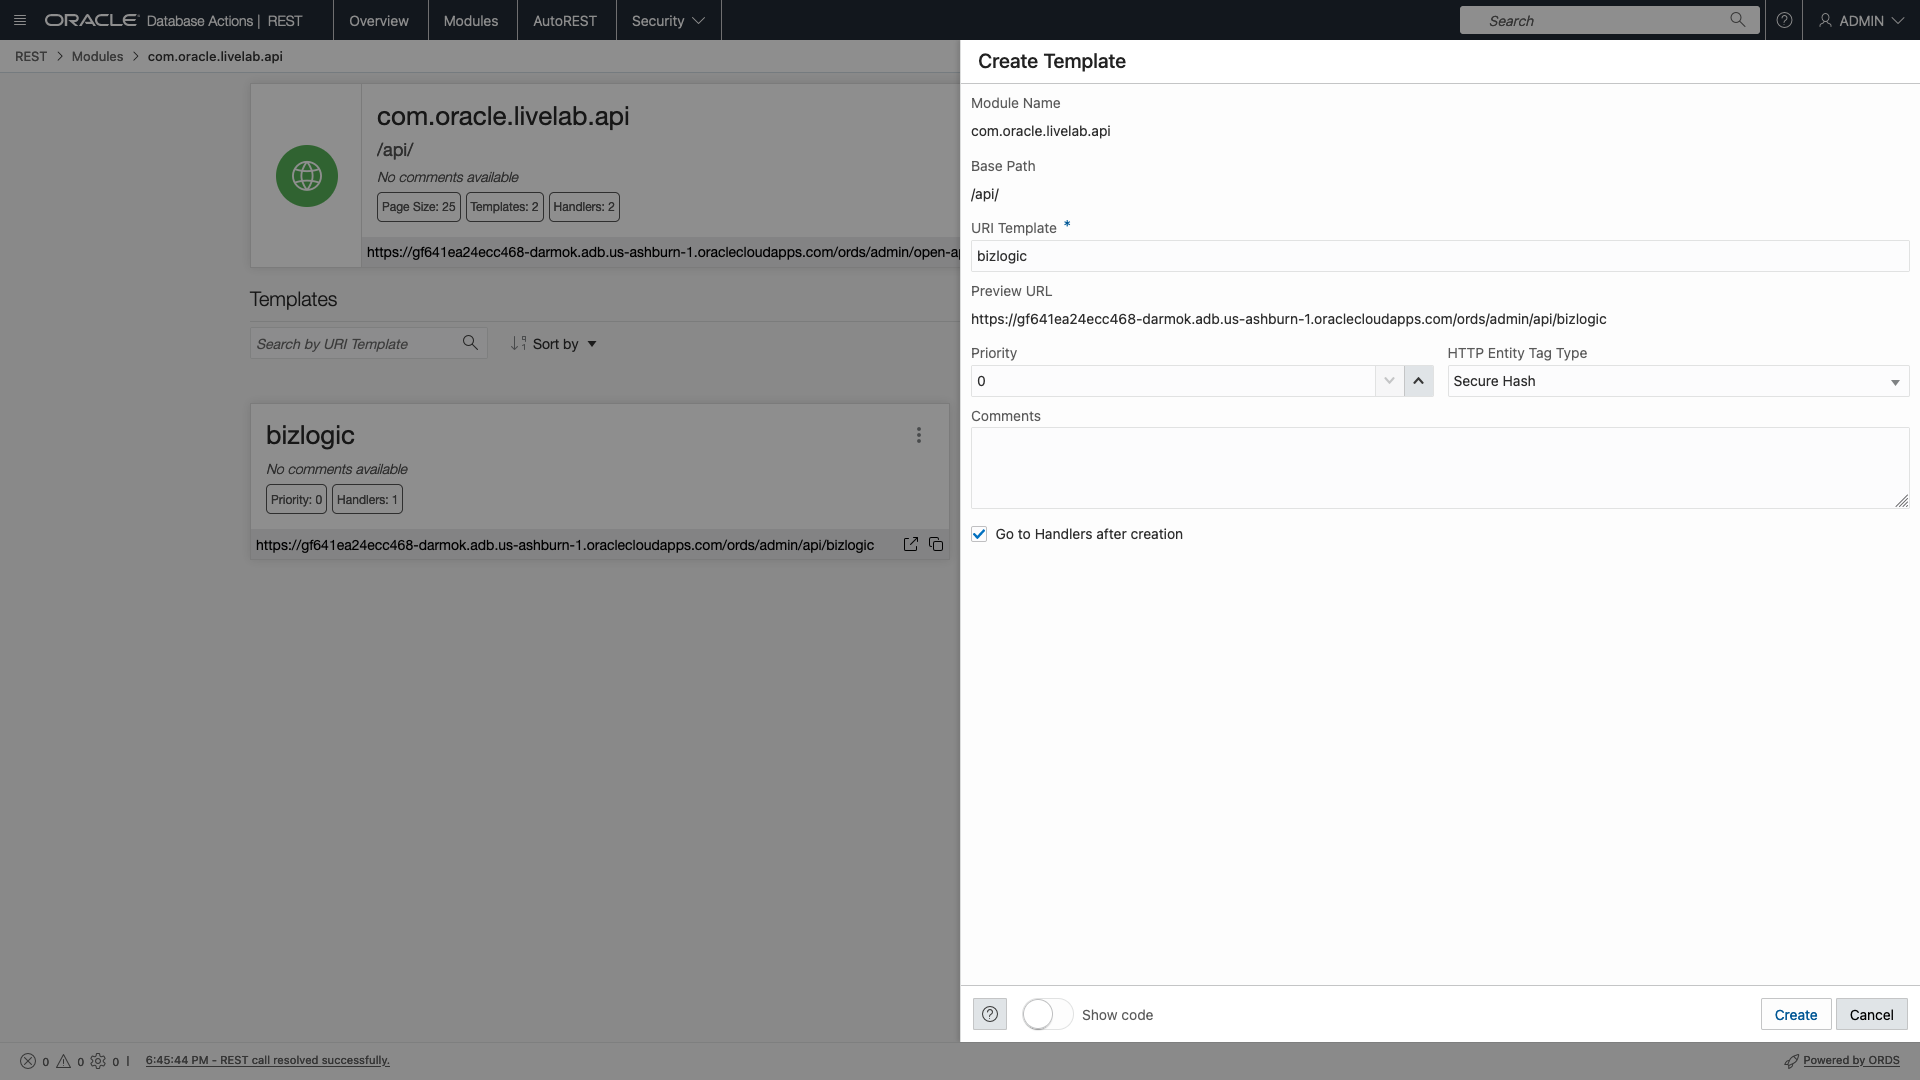 ORACLE Database Actions | REST
Overview
Modules
AutoREST
Security
Search
ADMIN
REST > Modules > com.oracle.livelab.api
com.oracle.livelab.api
/api/
No comments available
Page Size: 25
Templates: 2
Handlers: 2
https://gf641ea24ecc468-darmok.adb.us-ashburn-1.oraclecloudapps.com/ords/admin/open-a
Templates
Search by URI Template
Sort by
bizlogic
No comments available
Priority: 0
Handlers: 1
https://gf641ea24ecc468-darmok.adb.us-ashburn-1.oraclecloudapps.com/ords/admin/api/bizlogic
Create Template
Module Name
com.oracle.livelab.api
Base Path
/api/
URI Template *
bizlogic
Preview URL
https://gf641ea24ecc468-darmok.adb.us-ashburn-1.oraclecloudapps.com/ords/admin/api/bizlogic
Priority
0
HTTP Entity Tag Type
Secure Hash
Comments
Go to Handlers after creation
Show code
Create
Cancel
0 0 0 | 6:45:44 PM - REST call resolved successfully.
Powered by ORDS